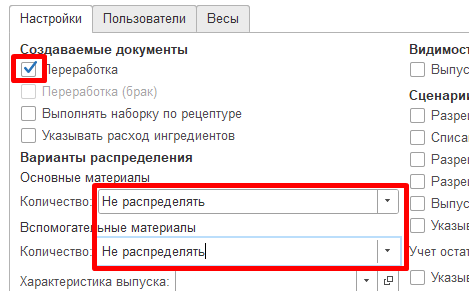 Настройки
Пользователи
Весы
Создаваемые документы
Переработка
Переработка (брак)
Выполнять наборку по рецептуре
Указывать расход ингредиентов
Варианты распределения
Основные материалы
Количество: Не распределять
Вспомогательные материалы
Количество: Не распределять
Характеристика выпуска:
Видимост
Выпус
Сценари
Разре
Списа
Разре
Разре
Выпус
Указыв
Учет остат
Указыв